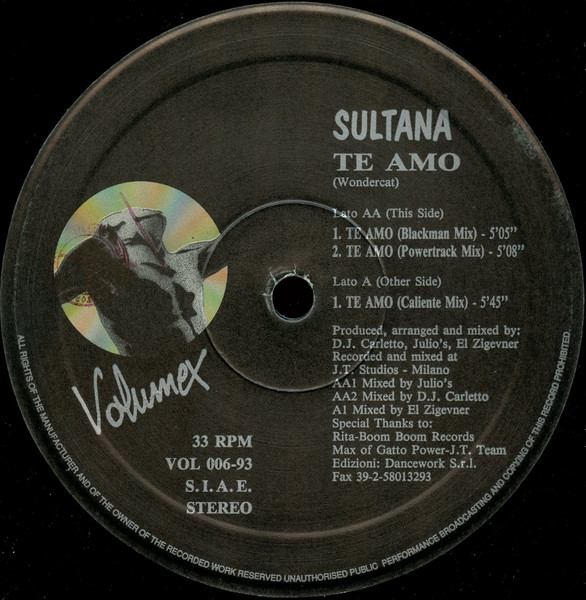 SULTANA
TE AMO
(Wondercat)
Lato AA (This Side)
1. TE AMO (Blackman Mix) - 5'05"
2. TE AMO (Powertrack Mix) - 5'08"
Lato A (Other Side)
1. TE AMO (Caliente Mix) - 5'45"
Produced, arranged and mixed by:
D.J. Carletto, Julio's, El Zigevner
Recorded and mixed at
J.T. Studios - Milano
AA1 Mixed by Julio's
AA2 Mixed by D.J. Carletto
A1 Mixed by El Zigevner
Special Thanks to:
Rita-Boom Boom Records
Max of Gatto Power-J.T. Team
Edizioni: Dancework S.r.l.
Fax 39-2-58013293
Volumex
33 RPM
VOL 006-93
S.I.A.E.
STEREO
ALL RIGHTS OF THE MANUFACTURER AND OF THE OWNER OF THE RECORDED WORK RESERVED UNAUTHORISED PUBLIC PERFORMANCE BROADCASTING AND COPYING OF THIS RECORD PROHIBITED